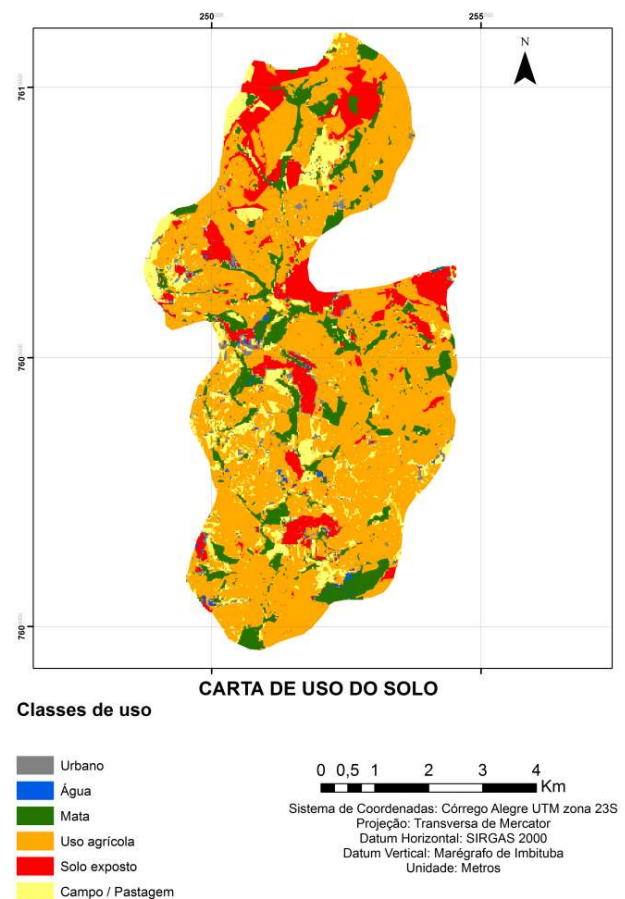 250 255
N
761
760
760
CARTA DE USO DO SOLO
Classes de uso
Urbano
Água
Mata
Uso agrícola
Solo exposto
Campo / Pastagem
0 0,5 1 2 3 4
Km
Sistema de Coordenadas: Córrego Alegre UTM zona 23S
Projeção: Transversa de Mercator
Datum Horizontal: SIRGAS 2000
Datum Vertical: Marégrafo de Imbituba
Unidade: Metros